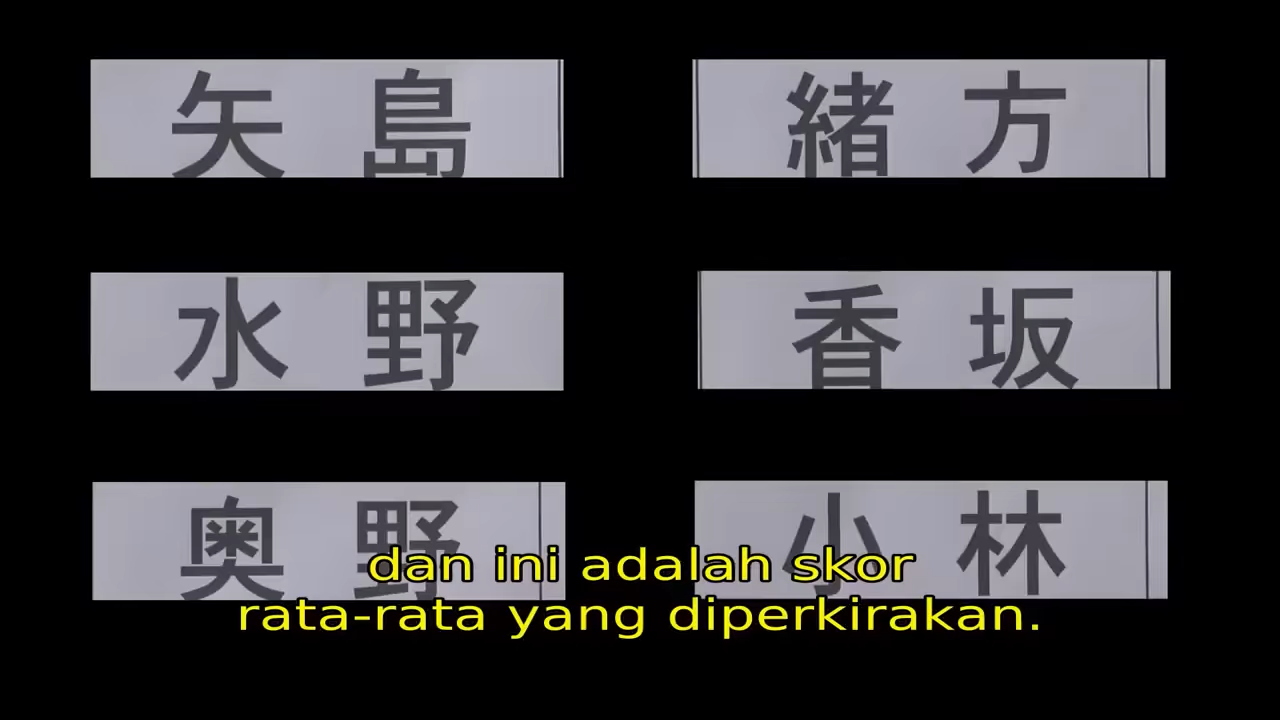 矢島
緒方
水野
香坂
奥野
小林
dan ini adalah skor
rata-rata yang diperkirakan.